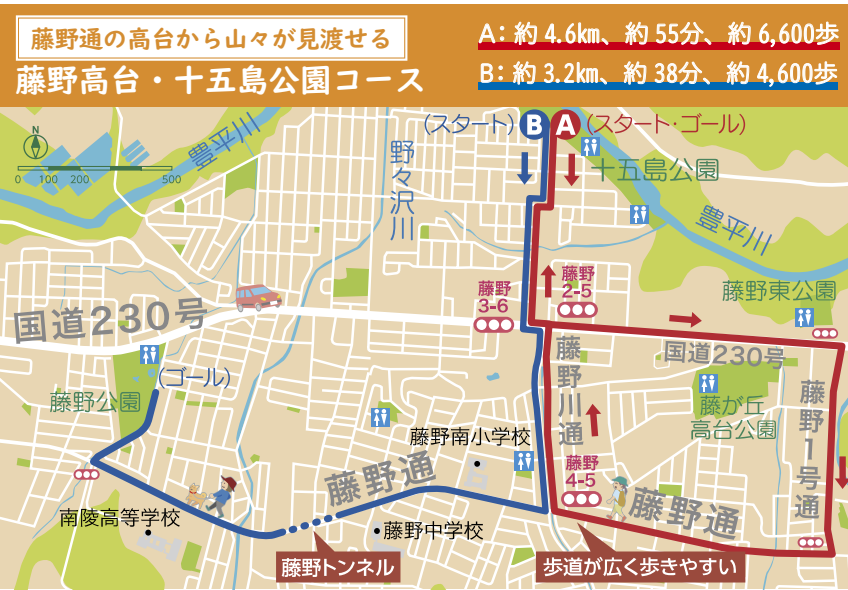 藤野通の高台から山々が見渡せる
藤野高台・十五島公園コース
A：約 4.6km、約 55分、約 6,600歩
B：約 3.2km、約 38分、約 4,600歩
N
0 100 200 500
豊平川
野々沢川
(スタート) B
A (スタート・ゴール)
十五島公園
豊平川
藤野
3-6
藤野
2-5
藤野東公園
国道230号
国道230号
(ゴール)
藤野公園
藤野川通
藤が丘
高台公園
藤野1号通
藤野南小学校
藤野
4-5
藤野通
藤野通
南陵高等学校
藤野中学校
藤野トンネル
歩道が広く歩きやすい